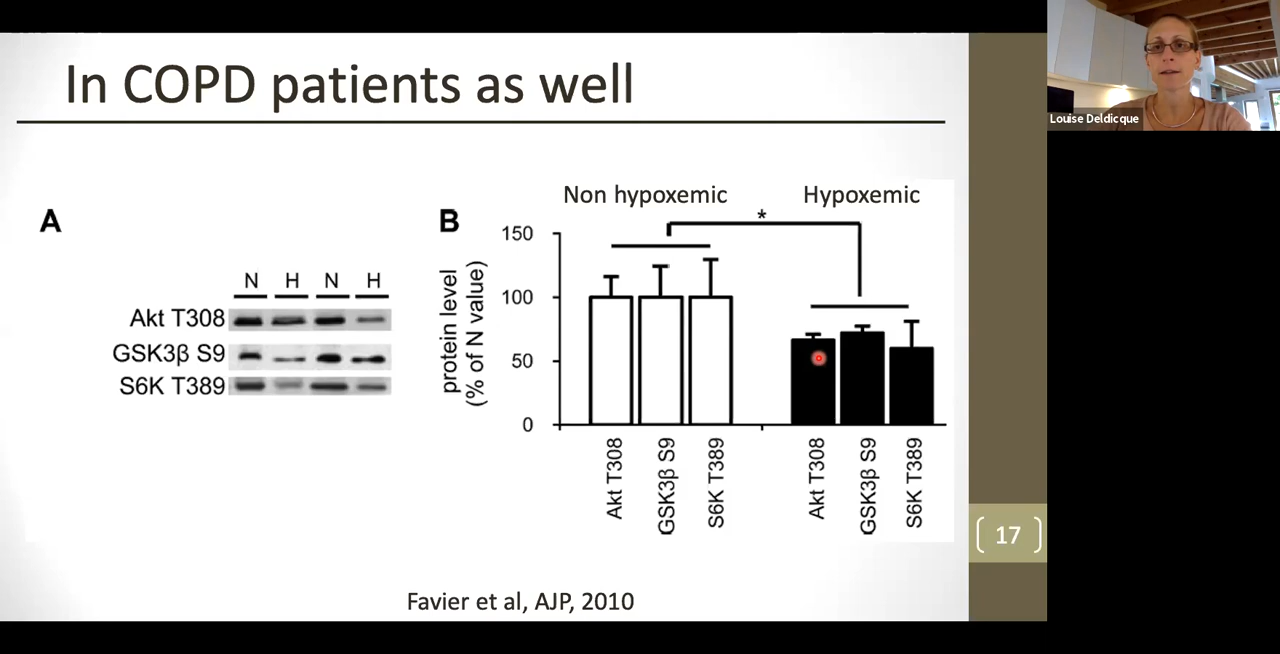 In COPD patients as well
Louise Deldicque
A
N H N H
Akt T308
GSK3β S9
S6K T389
B
Non hypoxemic Hypoxemic
*
protein level
(% of N value)
150
100
50
0
Akt T308
GSK3β S9
S6K T389
Akt T308
GSK3β S9
S6K T389
17
Favier et al, AJP, 2010